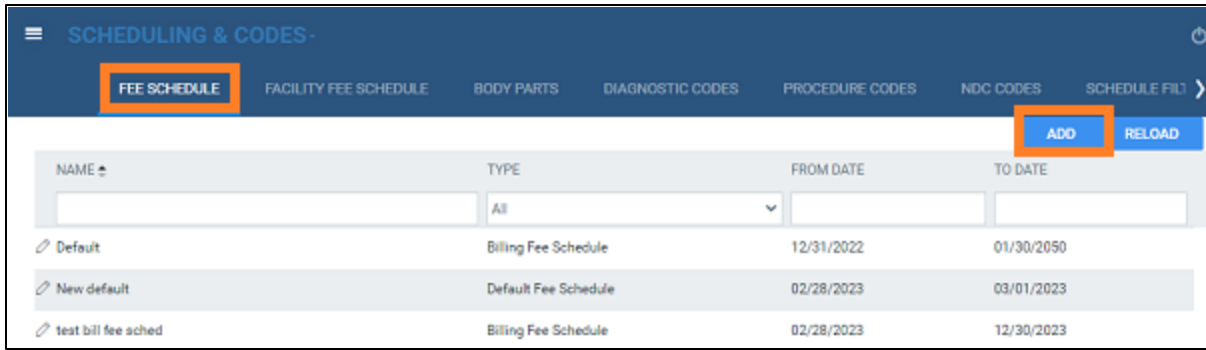 SCHEDULING & CODES-
FEE SCHEDULE FACILITY FEE SCHEDULE BODY PARTS DIAGNOSTIC CODES PROCEDURE CODES NDC CODES SCHEDULE FILT
ADD RELOAD
NAME TYPE FROM DATE TO DATE
All
Default Billing Fee Schedule 12/31/2022 01/30/2050
New default Default Fee Schedule 02/28/2023 03/01/2023
test bill fee sched Billing Fee Schedule 02/28/2023 12/30/2023